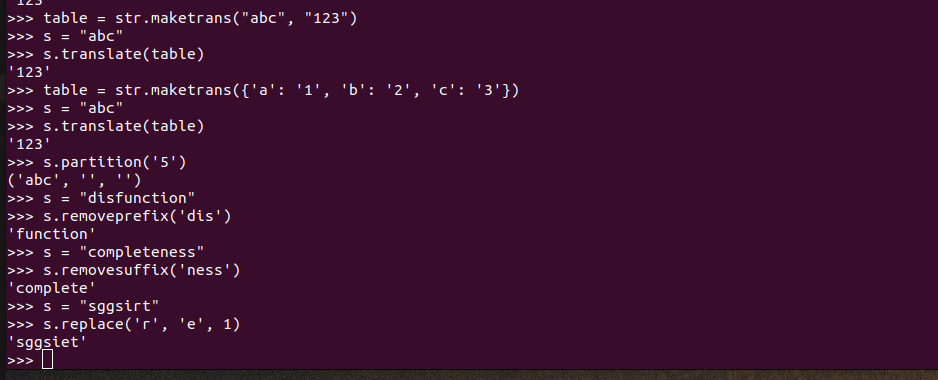 '123'
>>> table = str.maketrans("abc", "123")
>>> s = "abc"
>>> s.translate(table)
'123'
>>> table = str.maketrans({'a': '1', 'b': '2', 'c': '3'})
>>> s = "abc"
>>> s.translate(table)
'123'
>>> s.partition('5')
('abc', '', '')
>>> s = "disfunction"
>>> s.removeprefix('dis')
'function'
>>> s = "completeness"
>>> s.removesuffix('ness')
'complete'
>>> s = "sggsirt"
>>> s.replace('r', 'e', 1)
'sggsiet'
>>>